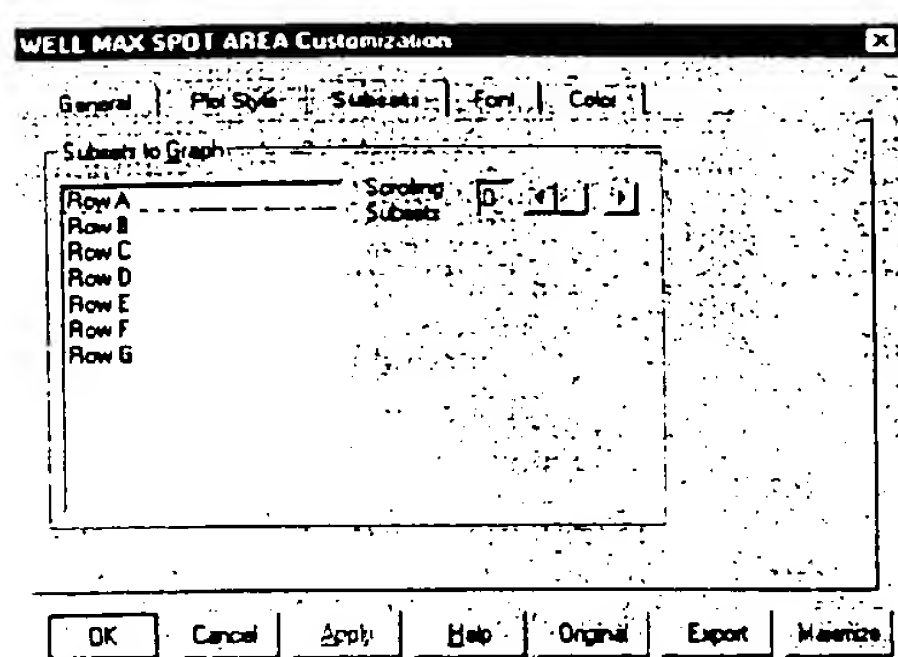 WELL MAX SPOT AREA Customization
General Plot Style Subsets Font Color
Subsets to Graph
Scrolling
Subsets
0
Row A
Row B
Row C
Row D
Row E
Row F
Row G
OK Cancel Apply Help Original Export Maximize